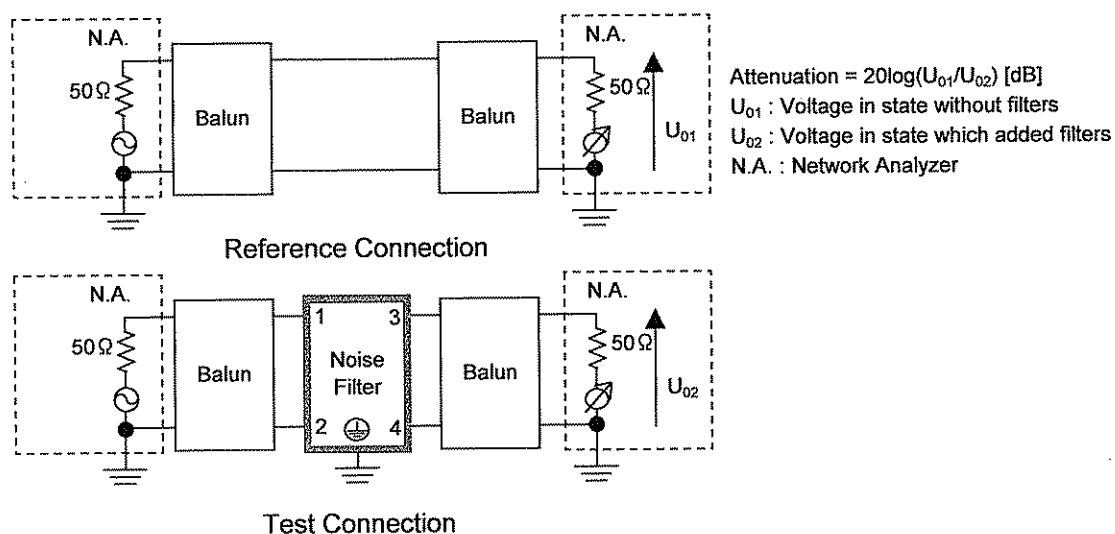 N.A.
50Ω
Balun
Balun
N.A.
50Ω
U01
Attenuation = 20log(U01/U02) [dB]
U01 : Voltage in state without filters
U02 : Voltage in state which added filters
N.A. : Network Analyzer
Reference Connection
N.A.
50Ω
Balun
1 3
Noise
Filter
2 4
Balun
N.A.
50Ω
U02
Test Connection